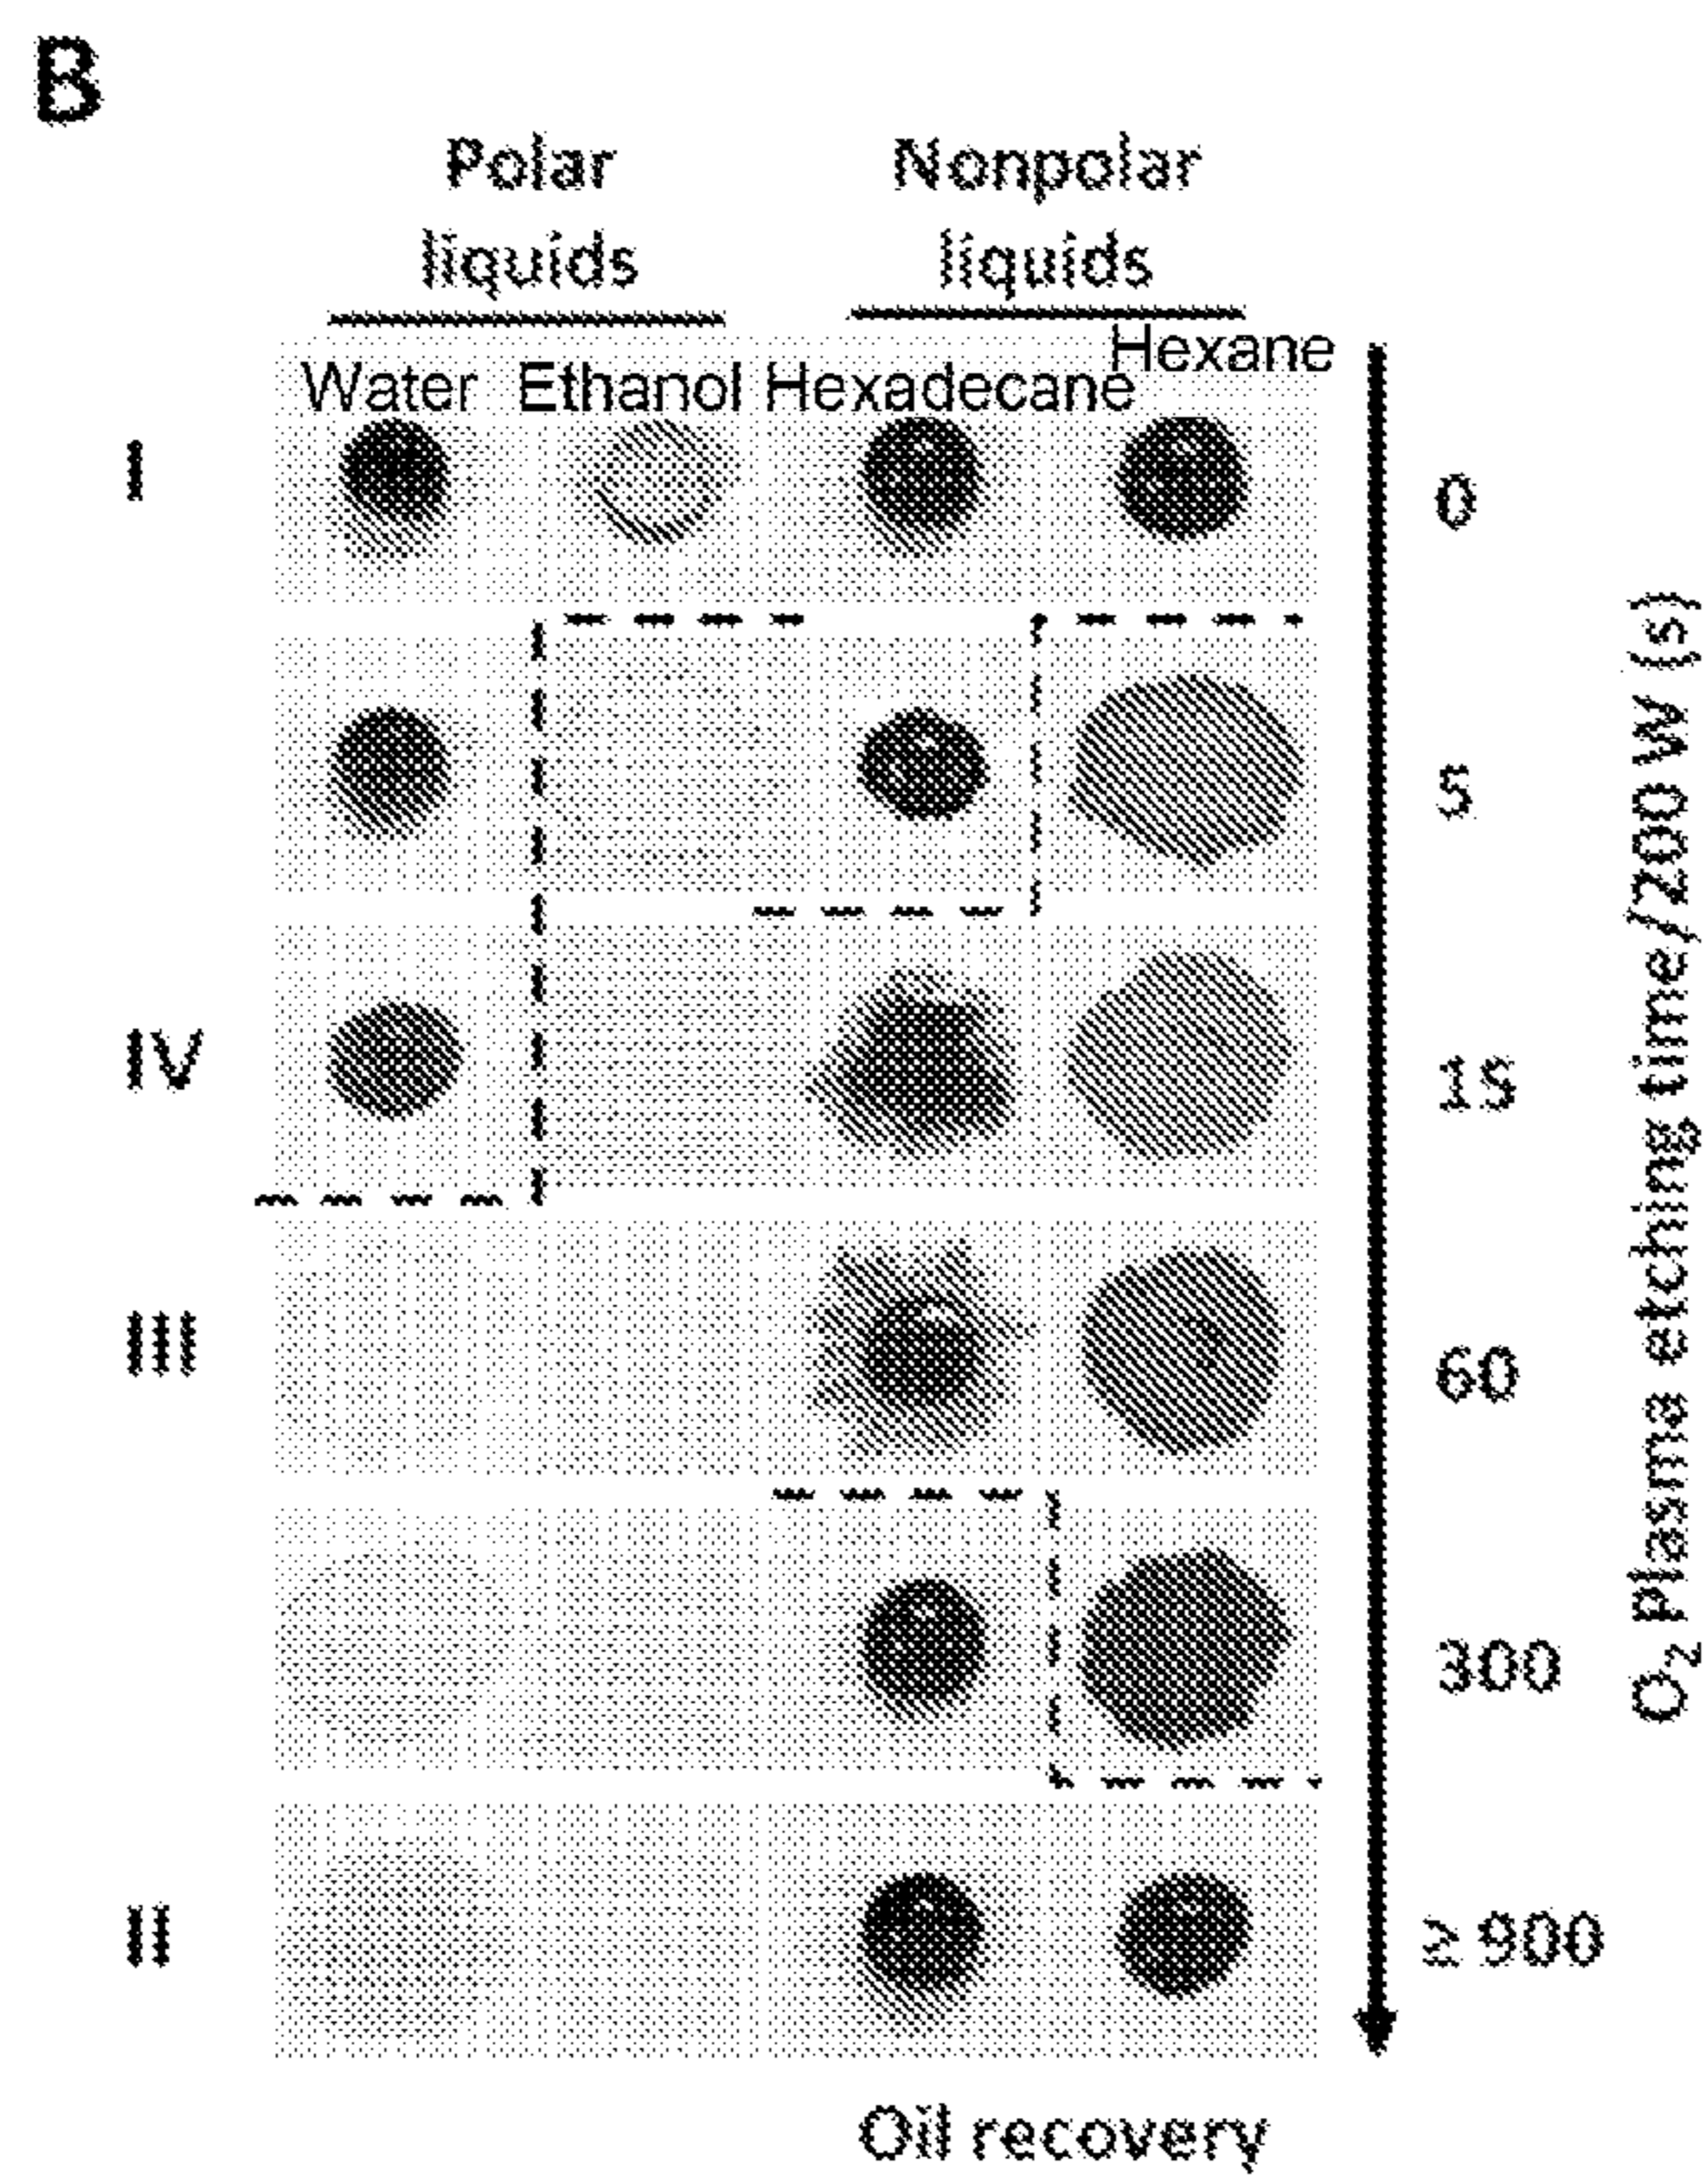 B
Polar
liquids
Nonpolar
liquids
Water
Ethanol
Hexadecane
Hexane
I
0
5
IV
15
III
60
300
II
≥ 900
O₂ Plasma etching time/200 W (s)
Oil recovery